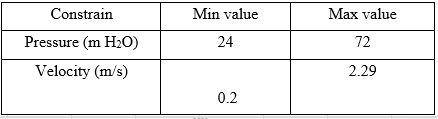 Constrain Min value Max value
Pressure (m H₂O) 24 72
Velocity (m/s) 2.29
0.2